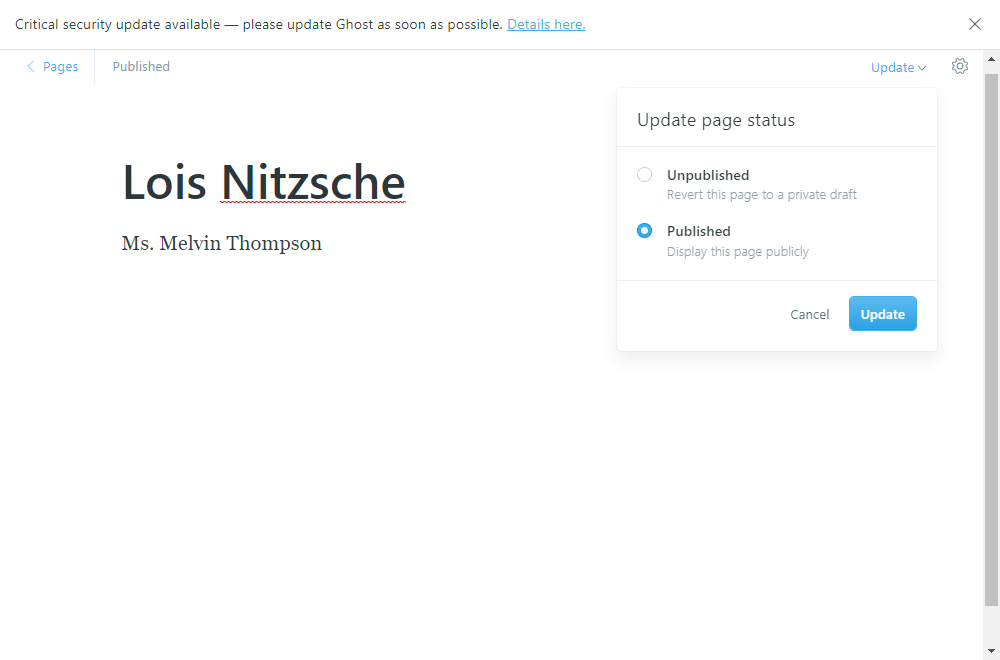 Critical security update available — please update Ghost as soon as possible. Details here.
Pages
Published
Update
Update page status
Unpublished
Revert this page to a private draft
Published
Display this page publicly
Cancel
Update
Lois Nitzsche
Ms. Melvin Thompson